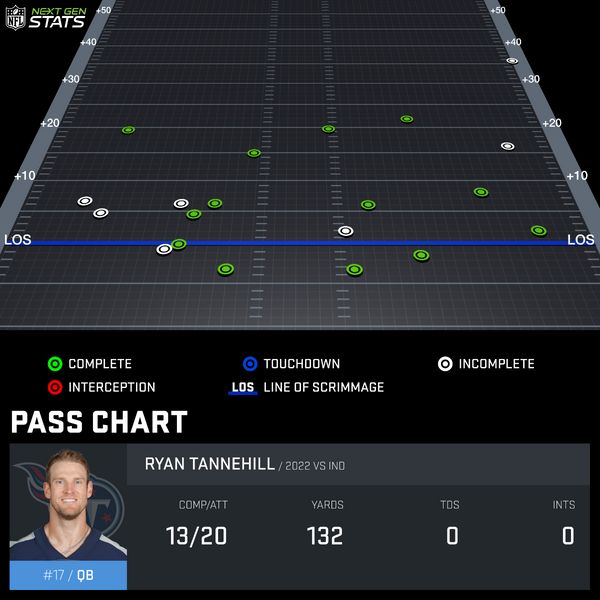 NFL NEXT GEN STATS
+50 +50
+40 +40
+30 +30
+20 +20
+10 +10
LOS LOS
COMPLETE TOUCHDOWN INCOMPLETE
INTERCEPTION LOS LINE OF SCRIMMAGE
PASS CHART
RYAN TANNEHILL / 2022 VS IND
COMP/ATT YARDS TDS INTS
13/20 132 0 0
#17 / QB